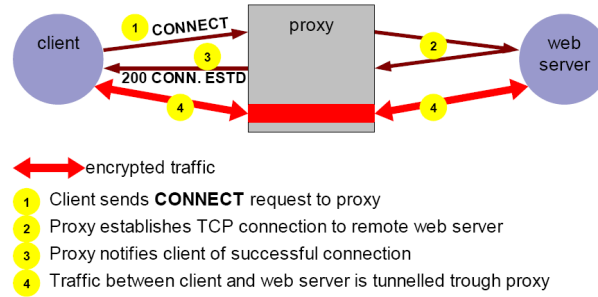 client
1
CONNECT
proxy
2
web
server
3
200 CONN. ESTD
4
4
encrypted traffic
1 Client sends CONNECT request to proxy
2 Proxy establishes TCP connection to remote web server
3 Proxy notifies client of successful connection
4 Traffic between client and web server is tunnelled trough proxy